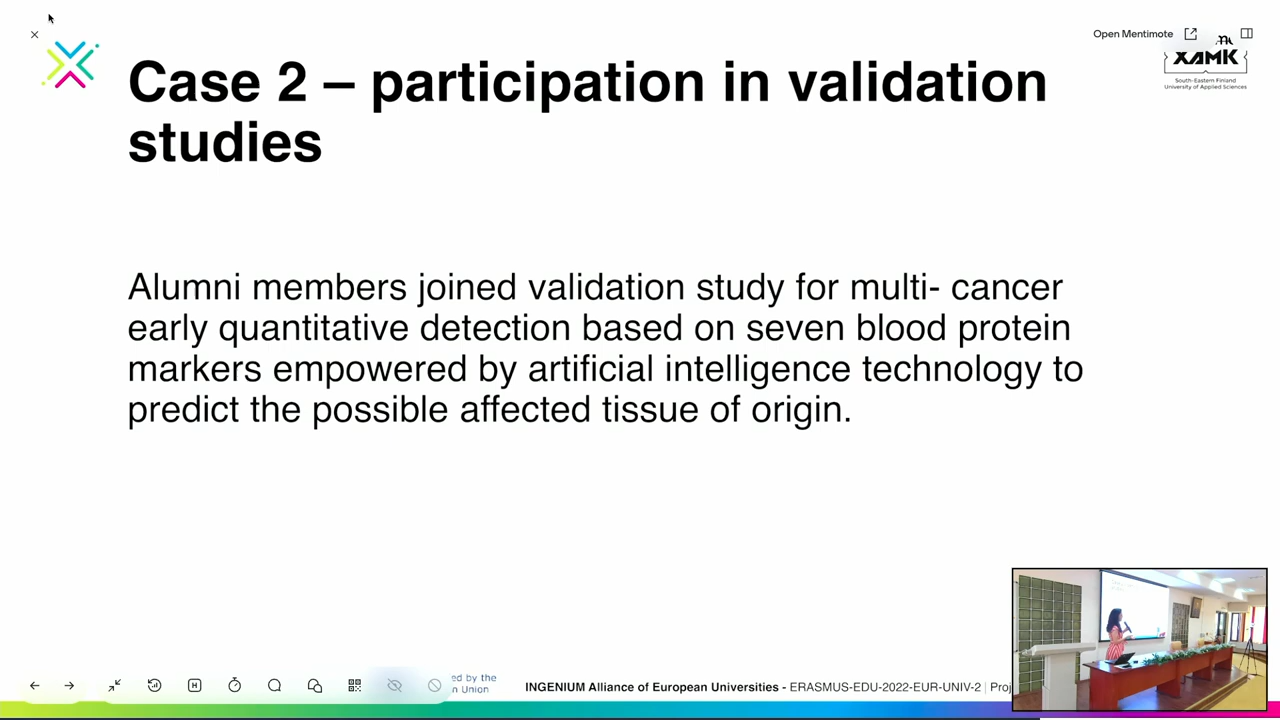 Open Mentimote
XAMK
South-Eastern Finland
University of Applied Sciences
Case 2 – participation in validation
studies
Alumni members joined validation study for multi- cancer
early quantitative detection based on seven blood protein
markers empowered by artificial intelligence technology to
predict the possible affected tissue of origin.
H
ed by the
n Union
INGENIUM Alliance of European Universities - ERASMUS-EDU-2022-EUR-UNIV-2 | Proj